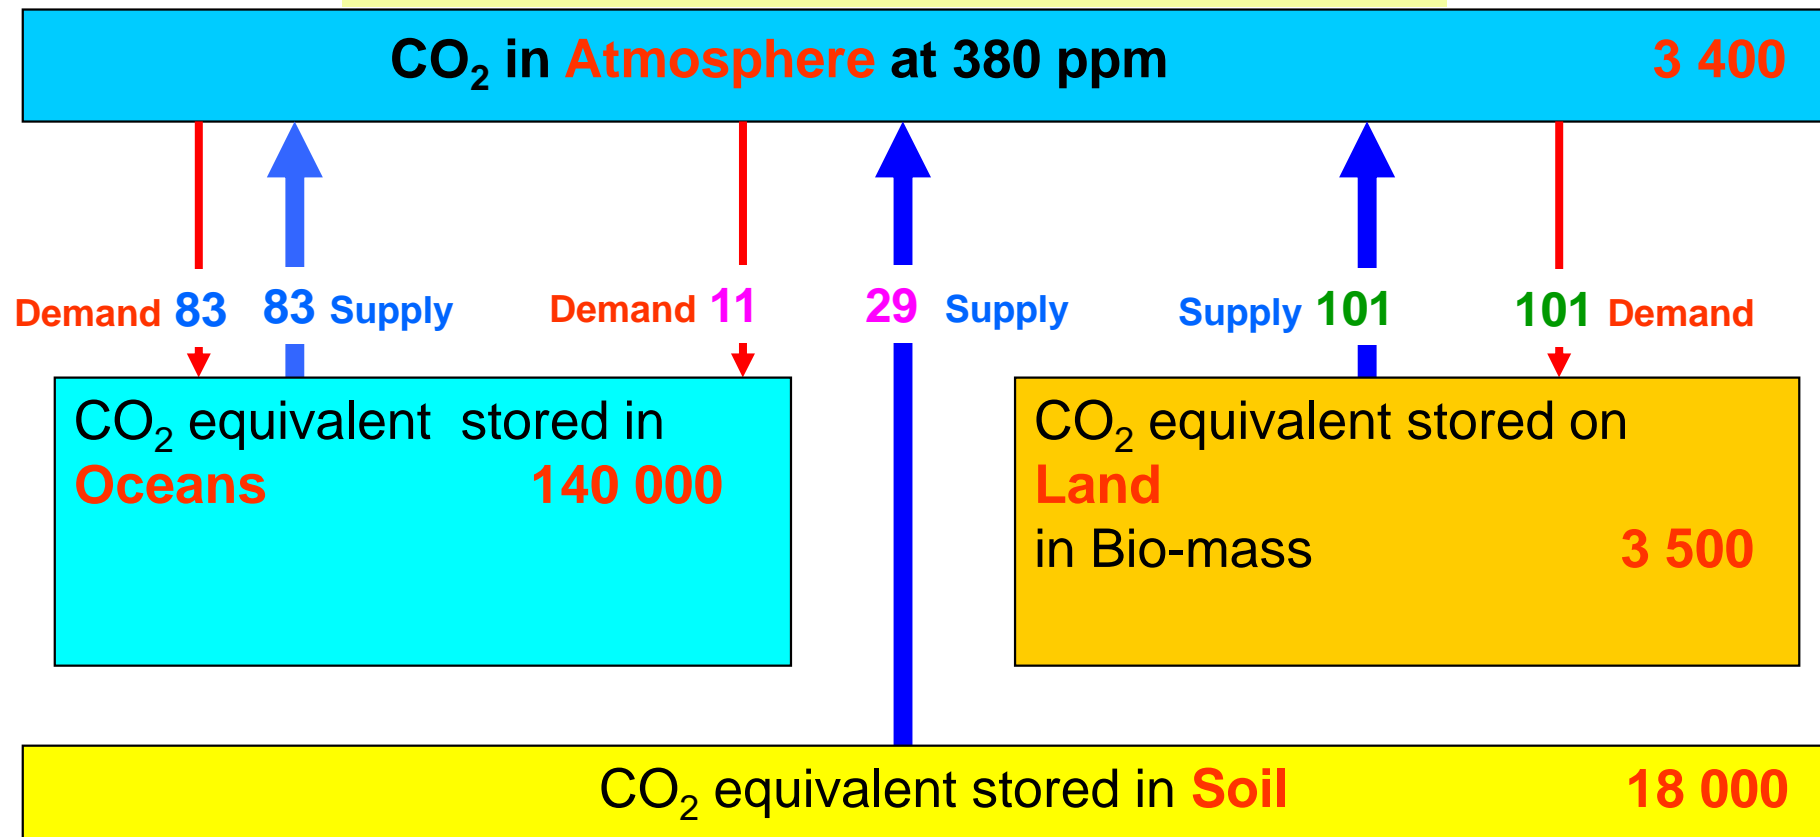 CO₂ in Atmosphere at 380 ppm 3 400
Demand 83 83 Supply Demand 11 29 Supply Supply 101 101 Demand
CO₂ equivalent stored in
Oceans 140 000
CO₂ equivalent stored on
Land
in Bio-mass 3 500
CO₂ equivalent stored in Soil 18 000